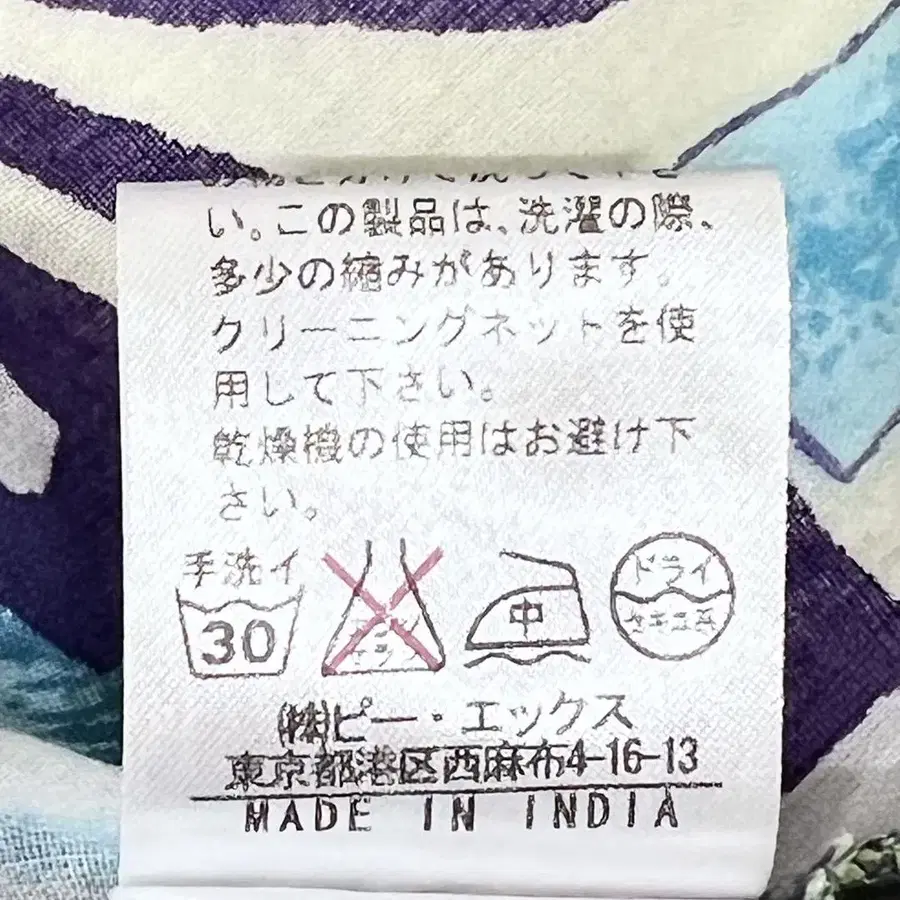 い。この製品は、洗濯の際、
多少の縮みがあります。
クリーニングネットを使
用して下さい。
乾燥機の使用はお避け下
さい。
手洗イ
30
中
ドライ
セキユ系
㈱ピー・エックス
東京都港区西麻布4-16-13
MADE IN INDIA